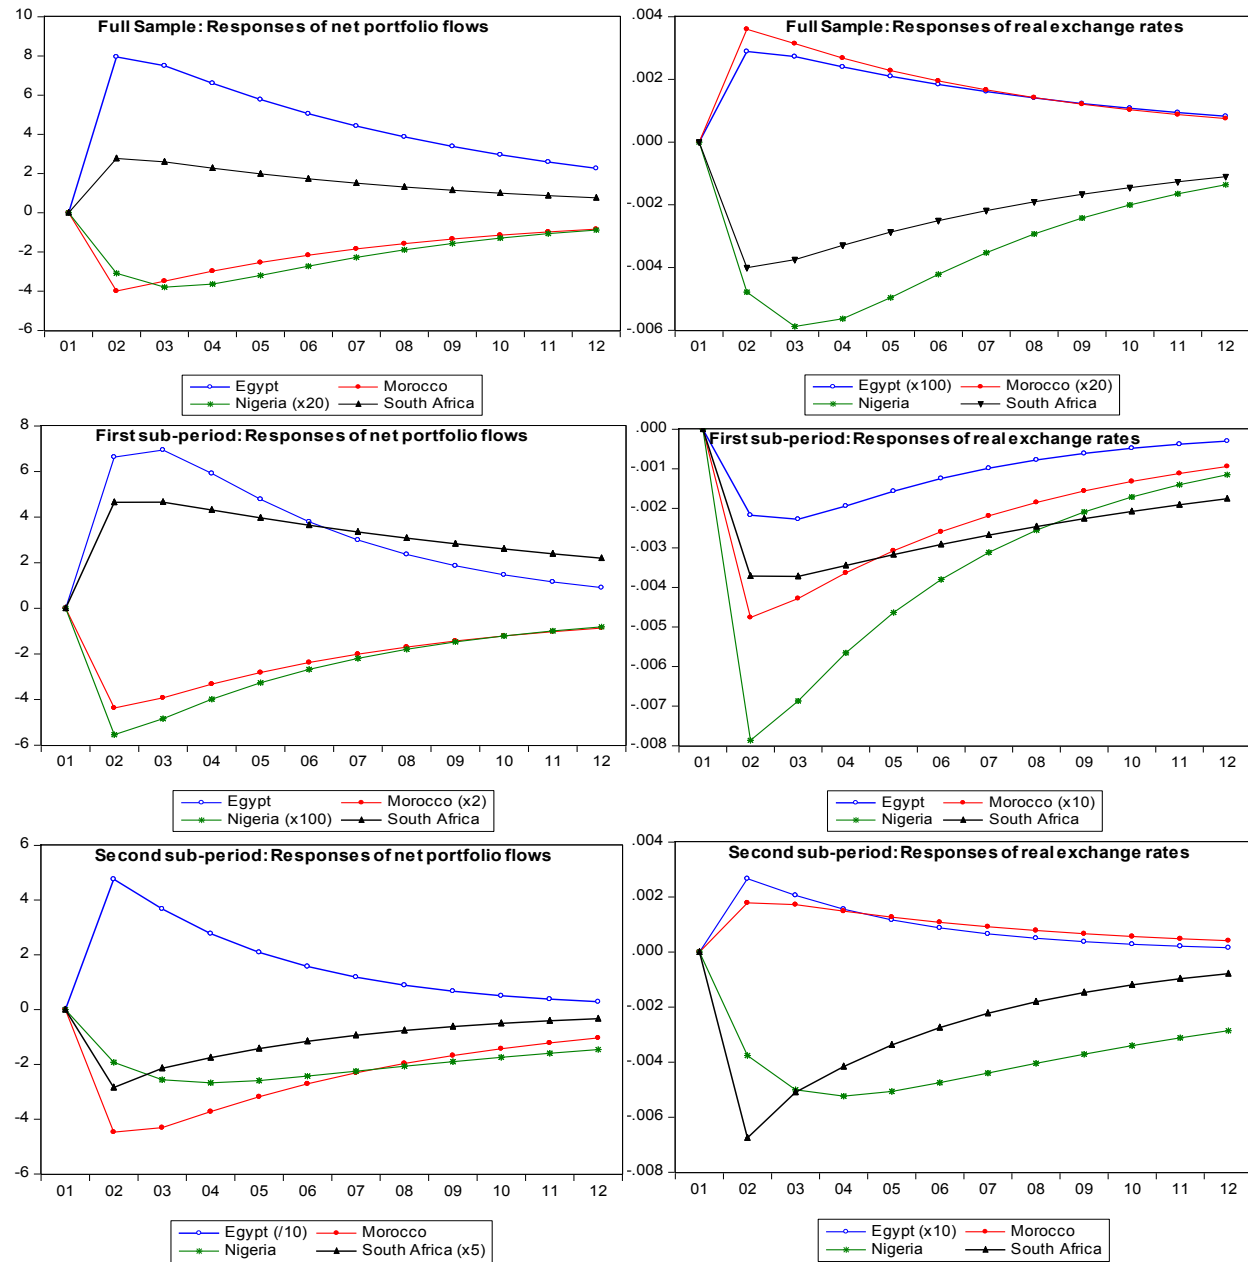 Full Sample: Responses of net portfolio flows
10
8
6
4
2
0
-2
-4
-6
01 02 03 04 05 06 07 08 09 10 11 12
Egypt Morocco
Nigeria (x20) South Africa
Full Sample: Responses of real exchange rates
.004
.002
.000
-.002
-.004
-.006
01 02 03 04 05 06 07 08 09 10 11 12
Egypt (x100) Morocco (x20)
Nigeria South Africa
First sub-period: Responses of net portfolio flows
8
6
4
2
0
-2
-4
-6
01 02 03 04 05 06 07 08 09 10 11 12
Egypt Morocco (x2)
Nigeria (x100) South Africa
First sub-period: Responses of real exchange rates
.000
-.001
-.002
-.003
-.004
-.005
-.006
-.007
-.008
01 02 03 04 05 06 07 08 09 10 11 12
Egypt Morocco (x10)
Nigeria South Africa
Second sub-period: Responses of net portfolio flows
6
4
2
0
-2
-4
-6
01 02 03 04 05 06 07 08 09 10 11 12
Egypt (/10) Morocco
Nigeria South Africa (x5)
Second sub-period: Responses of real exchange rates
.004
.002
.000
-.002
-.004
-.006
-.008
01 02 03 04 05 06 07 08 09 10 11 12
Egypt (x10) Morocco
Nigeria South Africa